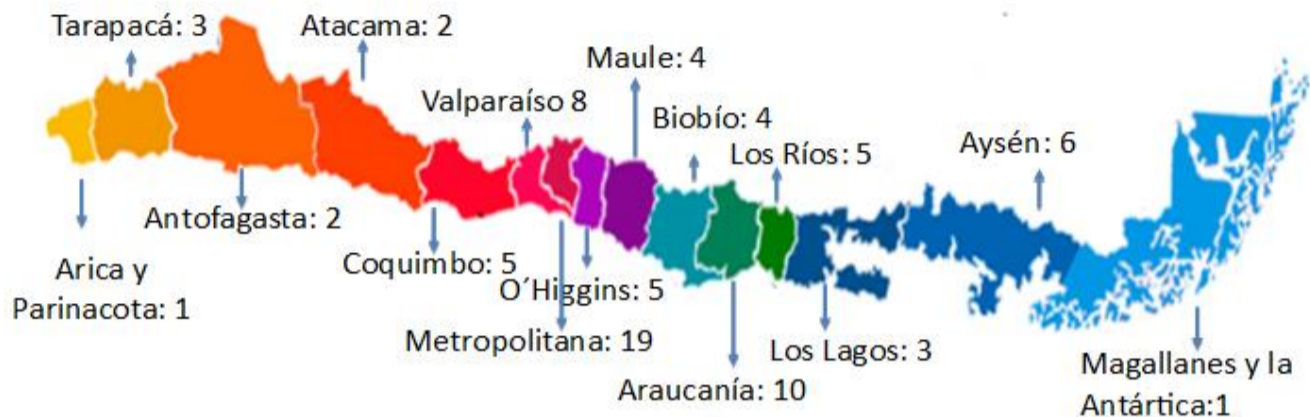 Tarapacá: 3
Atacama: 2
Maule: 4
Valparaíso 8
Biobío: 4
Los Ríos: 5
Aysén: 6
Antofagasta: 2
Arica y
Parinacota: 1
Coquimbo: 5
O´Higgins: 5
Metropolitana: 19
Los Lagos: 3
Araucanía: 10
Magallanes y la
Antártica:1